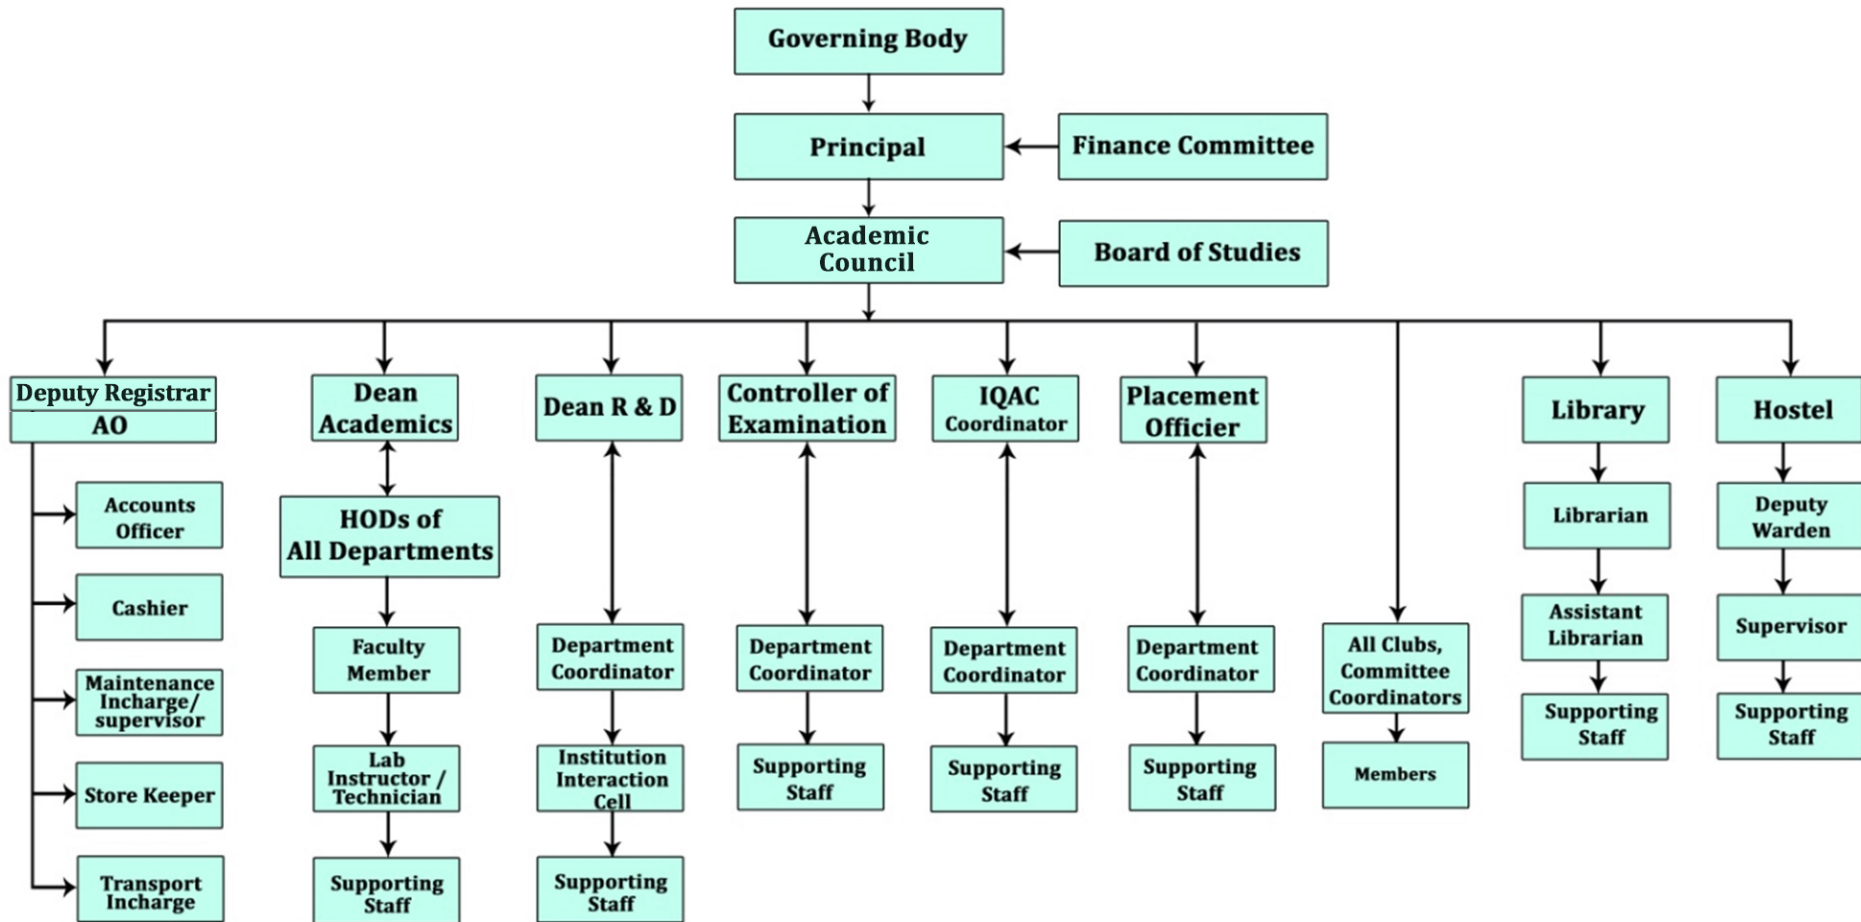 Governing Body
Principal
Finance Committee
Academic
Council
Board of Studies
Deputy Registrar
AO
Accounts
Officer
Cashier
Maintenance
Incharge/
supervisor
Store Keeper
Transport
Incharge
Dean
Academics
HODs of
All Departments
Faculty
Member
Lab
Instructor /
Technician
Supporting
Staff
Dean R & D
Department
Coordinator
Institution
Interaction
Cell
Supporting
Staff
Controller of
Examination
Department
Coordinator
Supporting
Staff
IQAC
Coordinator
Department
Coordinator
Supporting
Staff
Placement
Officier
Department
Coordinator
Supporting
Staff
All Clubs,
Committee
Coordinators
Members
Library
Librarian
Assistant
Librarian
Supporting
Staff
Hostel
Deputy
Warden
Supervisor
Supporting
Staff